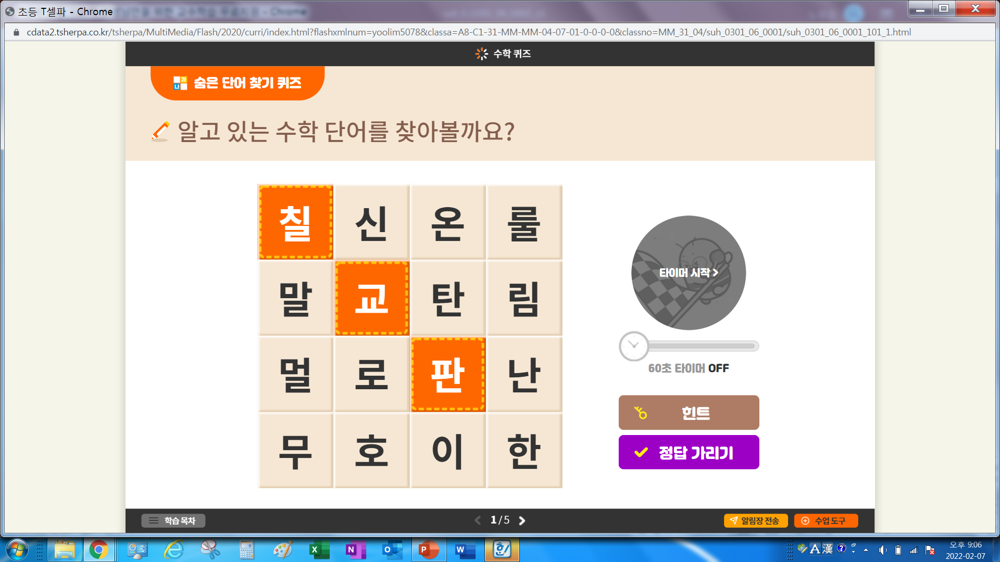 초등 T셀파 - Chrome
cdata2.tsherpa.co.kr/tsherpa/MultiMedia/Flash/2020/curri/index.html?flashxmlnum=yoolim5078&classa=A8-C1-31-MM-MM-04-07-01-0-0-0-0&classno=MM_31_04/suh_0301_06_0001/suh_0301_06_0001_101_1.html
수학 퀴즈
가
나
숨은 단어 찾기 퀴즈
알고 있는 수학 단어를 찾아볼까요?
칠 신 온 룰
말 교 탄 림
멀 로 판 난
무 호 이 한
타이머 시작 >
60초 타이머 OFF
힌트
정답 가리기
학습 목차
1/5
알림장 전송
수업 도구
A 漢
오후 9:06
2022-02-07